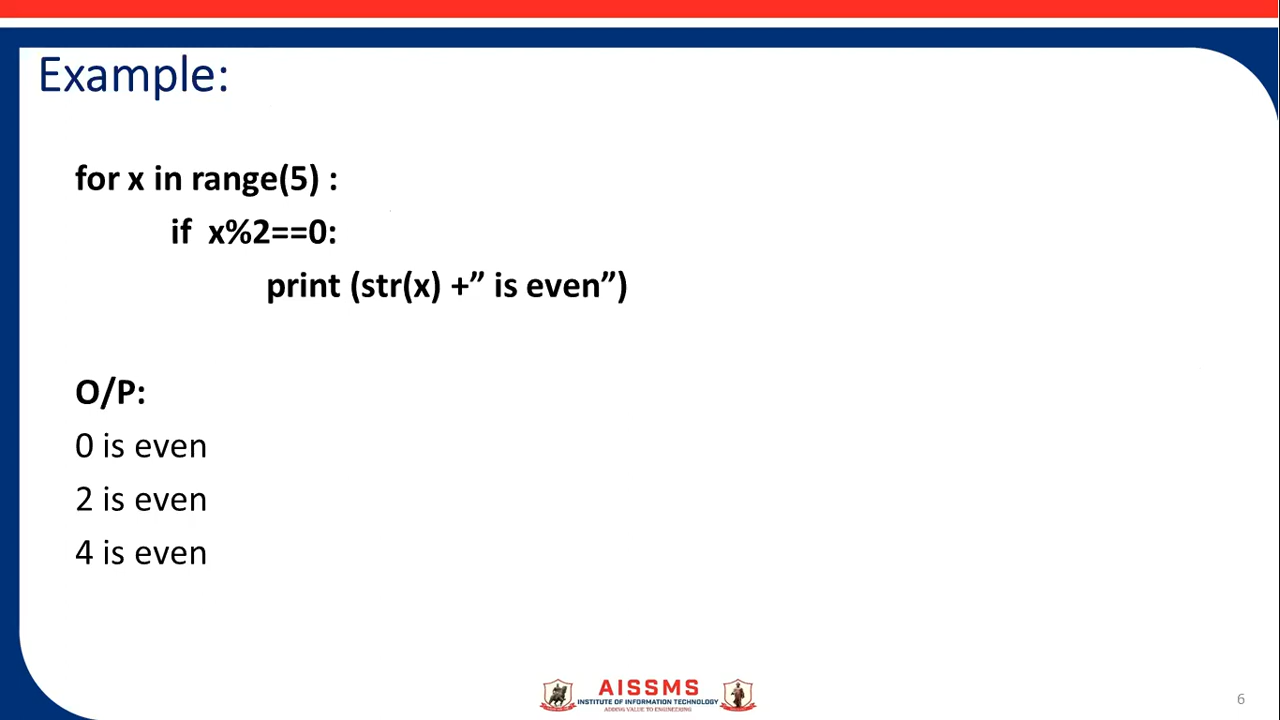 Example:
for x in range(5) :
if  x%2==0:
print (str(x) +” is even”)
O/P:
0 is even
2 is even
4 is even
AISSMS
INSTITUTE OF INFORMATION TECHNOLOGY
ADDING VALUE TO ENGINEERING
6